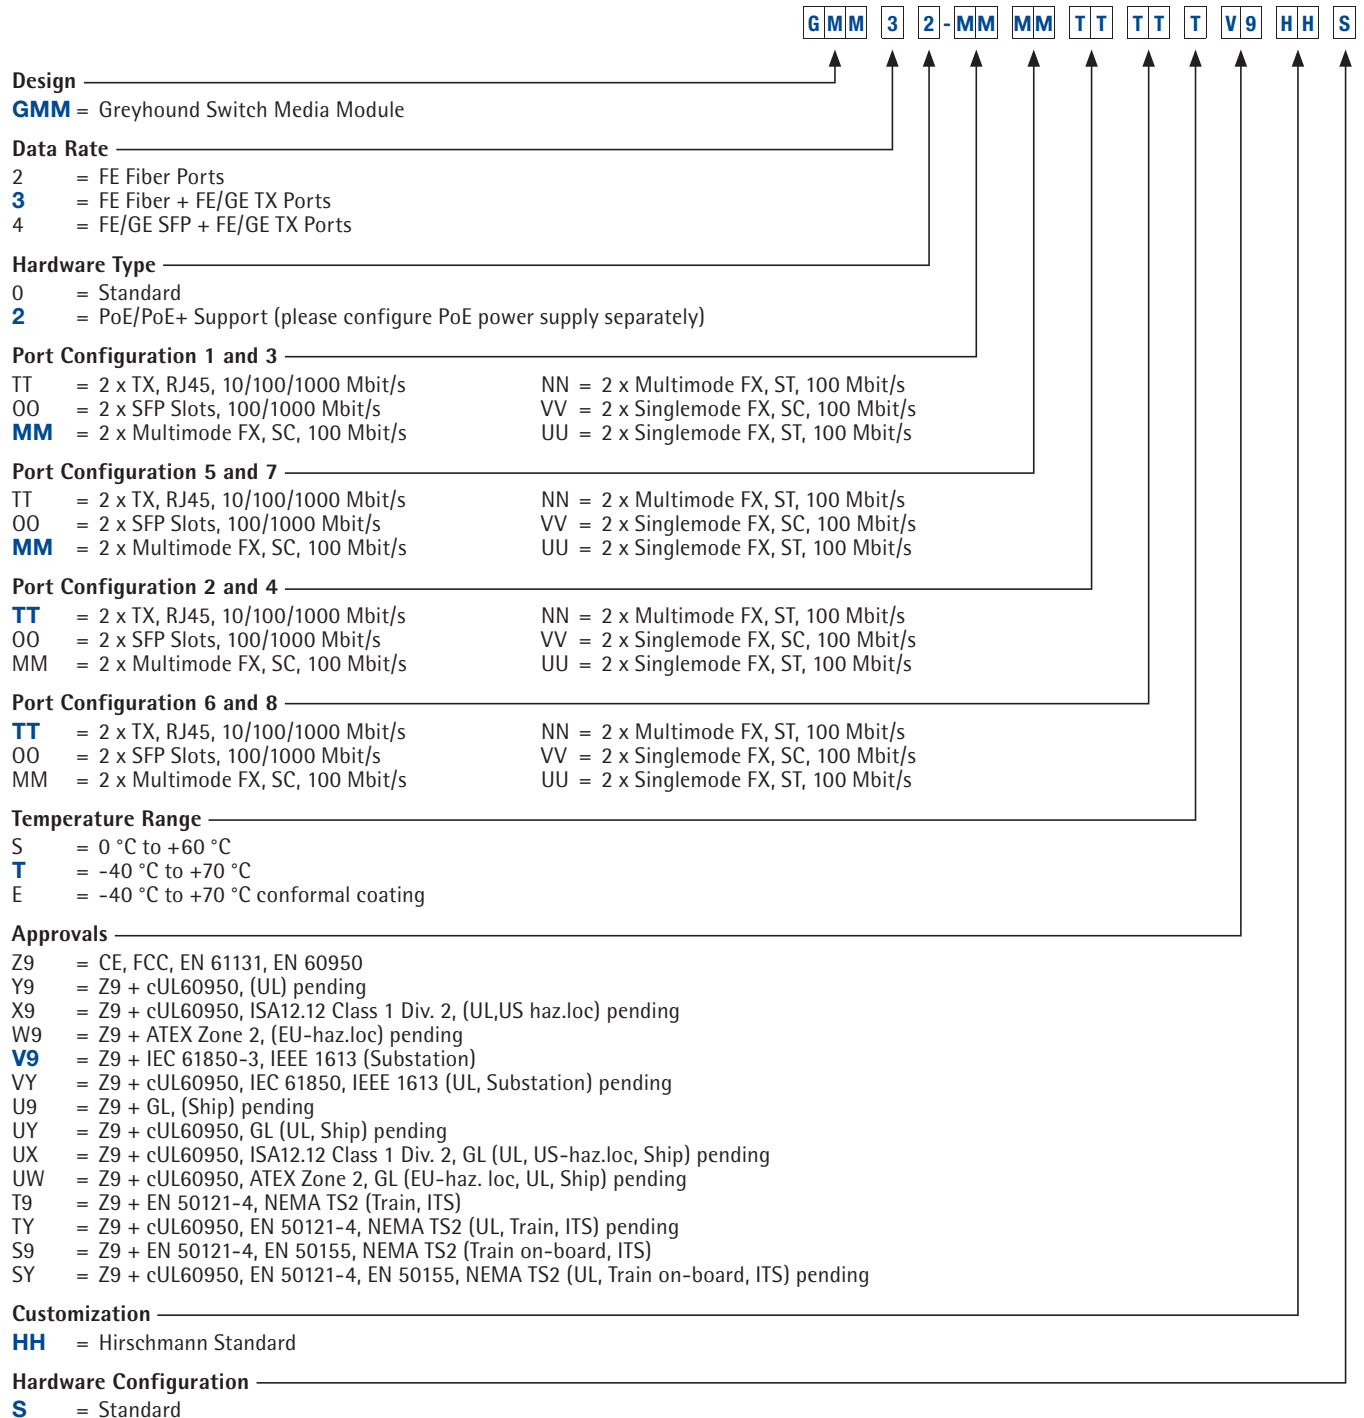 GMM 3 2 - MM MM TT TT T V9 HH S
Design
GMM = Greyhound Switch Media Module
Data Rate
2 = FE Fiber Ports
3 = FE Fiber + FE/GE TX Ports
4 = FE/GE SFP + FE/GE TX Ports
Hardware Type
0 = Standard
2 = PoE/PoE+ Support (please configure PoE power supply separately)
Port Configuration 1 and 3
TT = 2 x TX, RJ45, 10/100/1000 Mbit/s NN = 2 x Multimode FX, ST, 100 Mbit/s
OO = 2 x SFP Slots, 100/1000 Mbit/s VV = 2 x Singlemode FX, SC, 100 Mbit/s
MM = 2 x Multimode FX, SC, 100 Mbit/s UU = 2 x Singlemode FX, ST, 100 Mbit/s
Port Configuration 5 and 7
TT = 2 x TX, RJ45, 10/100/1000 Mbit/s NN = 2 x Multimode FX, ST, 100 Mbit/s
OO = 2 x SFP Slots, 100/1000 Mbit/s VV = 2 x Singlemode FX, SC, 100 Mbit/s
MM = 2 x Multimode FX, SC, 100 Mbit/s UU = 2 x Singlemode FX, ST, 100 Mbit/s
Port Configuration 2 and 4
TT = 2 x TX, RJ45, 10/100/1000 Mbit/s NN = 2 x Multimode FX, ST, 100 Mbit/s
OO = 2 x SFP Slots, 100/1000 Mbit/s VV = 2 x Singlemode FX, SC, 100 Mbit/s
MM = 2 x Multimode FX, SC, 100 Mbit/s UU = 2 x Singlemode FX, ST, 100 Mbit/s
Port Configuration 6 and 8
TT = 2 x TX, RJ45, 10/100/1000 Mbit/s NN = 2 x Multimode FX, ST, 100 Mbit/s
OO = 2 x SFP Slots, 100/1000 Mbit/s VV = 2 x Singlemode FX, SC, 100 Mbit/s
MM = 2 x Multimode FX, SC, 100 Mbit/s UU = 2 x Singlemode FX, ST, 100 Mbit/s
Temperature Range
S = 0 °C to +60 °C
T = -40 °C to +70 °C
E = -40 °C to +70 °C conformal coating
Approvals
Z9 = CE, FCC, EN 61131, EN 60950
Y9 = Z9 + cUL60950, (UL) pending
X9 = Z9 + cUL60950, ISA12.12 Class 1 Div. 2, (UL,US haz.loc) pending
W9 = Z9 + ATEX Zone 2, (EU-haz.loc) pending
V9 = Z9 + IEC 61850-3, IEEE 1613 (Substation)
VY = Z9 + cUL60950, IEC 61850, IEEE 1613 (UL, Substation) pending
U9 = Z9 + GL, (Ship) pending
UY = Z9 + cUL60950, GL (UL, Ship) pending
UX = Z9 + cUL60950, ISA12.12 Class 1 Div. 2, GL (UL, US-haz.loc, Ship) pending
UW = Z9 + cUL60950, ATEX Zone 2, GL (EU-haz. loc, UL, Ship) pending
T9 = Z9 + EN 50121-4, NEMA TS2 (Train, ITS)
TY = Z9 + cUL60950, EN 50121-4, NEMA TS2 (UL, Train, ITS) pending
S9 = Z9 + EN 50121-4, EN 50155, NEMA TS2 (Train on-board, ITS)
SY = Z9 + cUL60950, EN 50121-4, EN 50155, NEMA TS2 (UL, Train on-board, ITS) pending
Customization
HH = Hirschmann Standard
Hardware Configuration
S = Standard